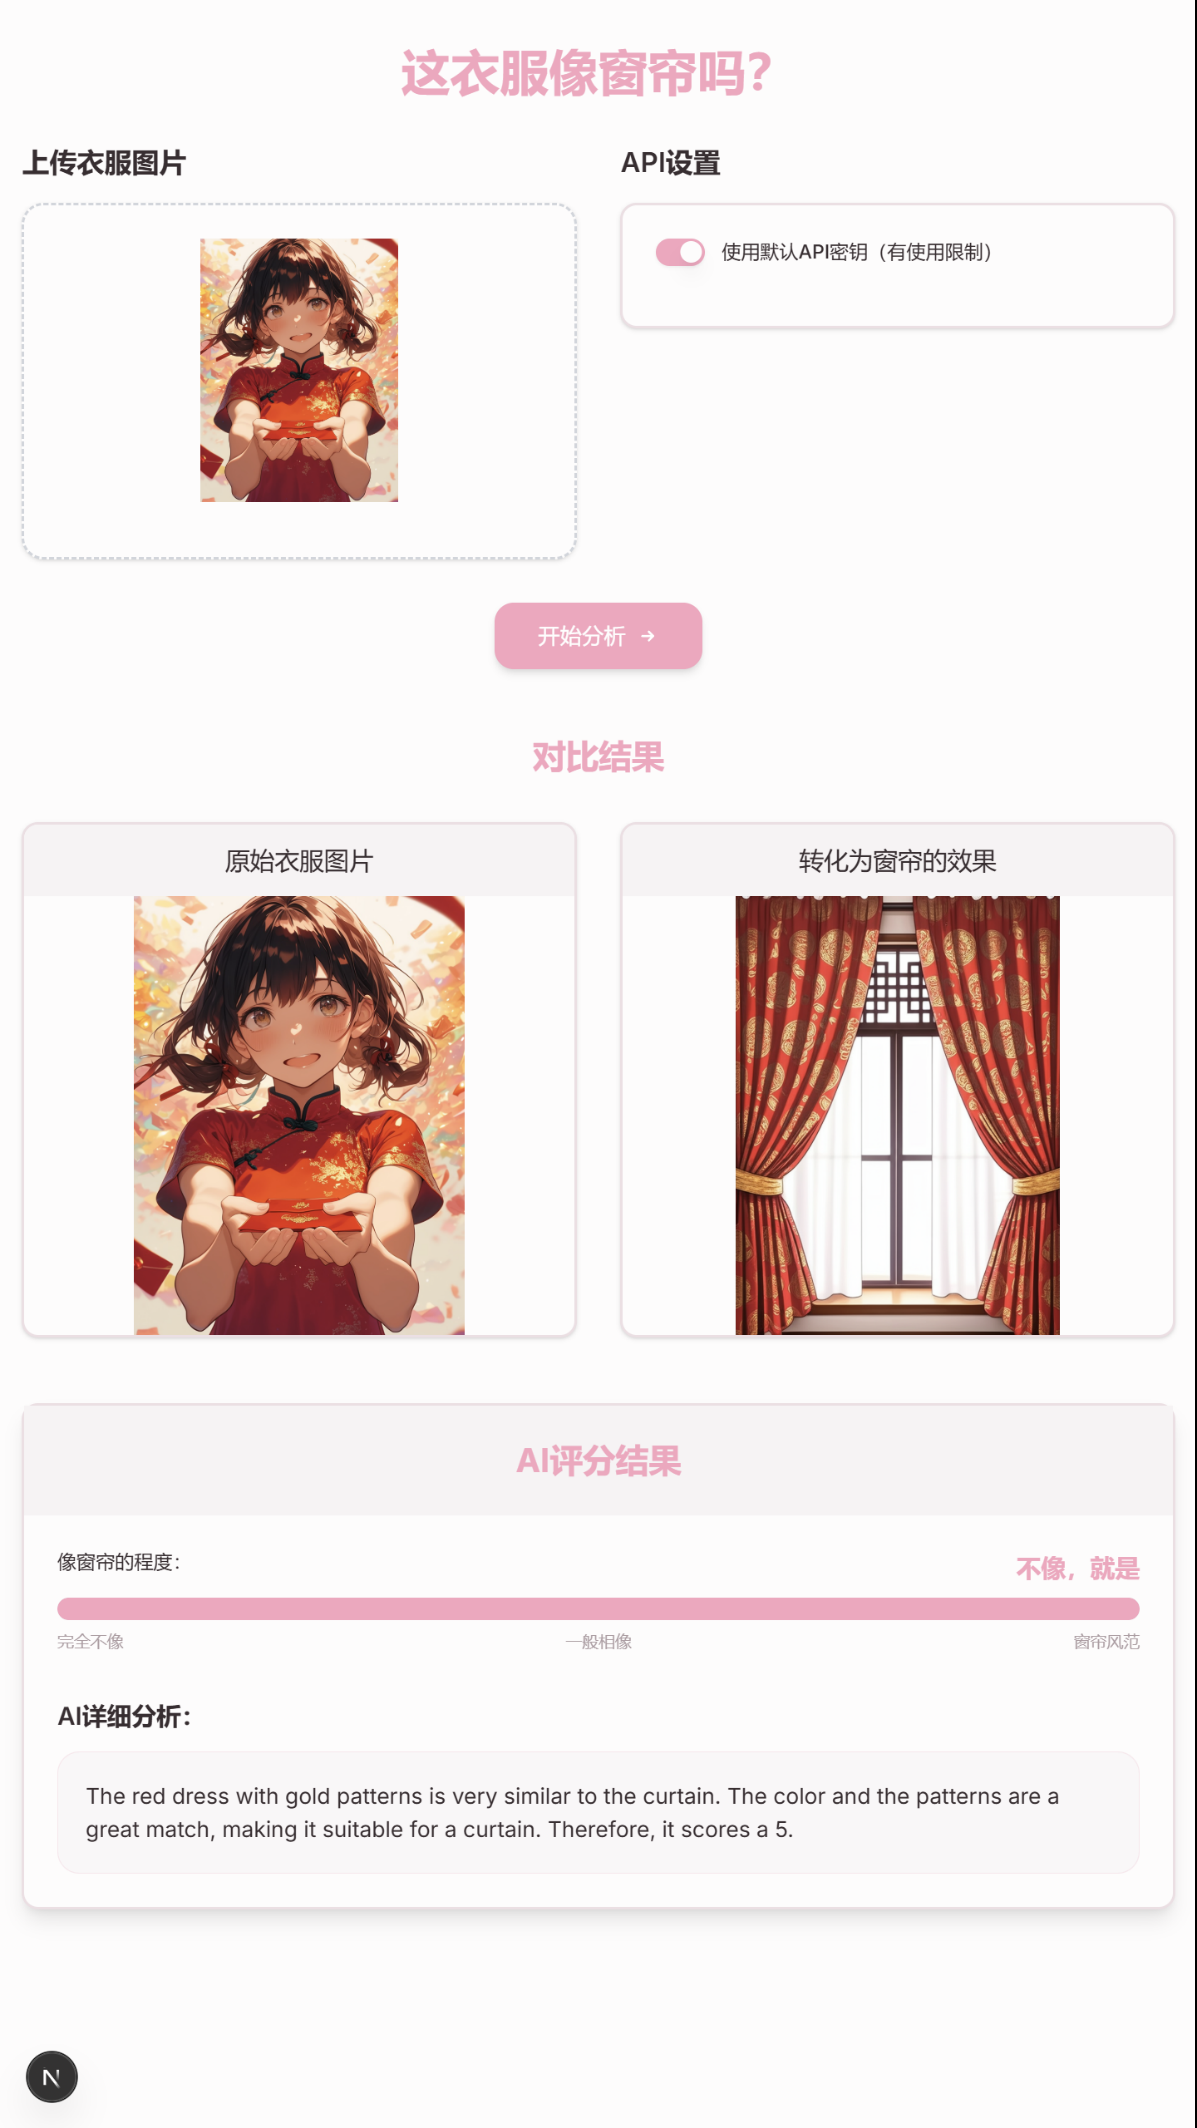 这衣服像窗帘吗？
上传衣服图片
API设置
使用默认API密钥（有使用限制）
开始分析 →
对比结果
原始衣服图片
转化为窗帘的效果
AI评分结果
像窗帘的程度：
不像，就是
完全不像
一般相像
窗帘风范
AI详细分析：
The red dress with gold patterns is very similar to the curtain. The color and the patterns are a
great match, making it suitable for a curtain. Therefore, it scores a 5.
N